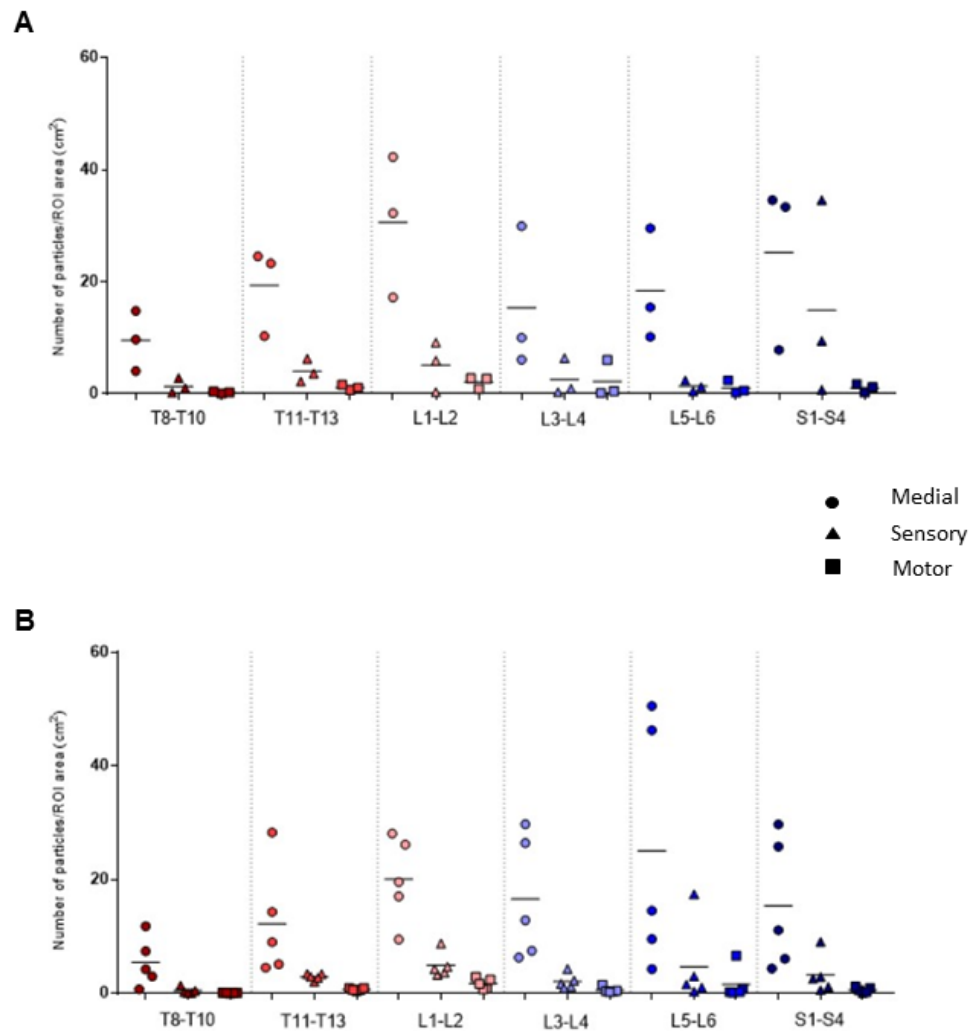 A
Number of particles/ROI area (cm²)
60
40
20
0
T8-T10 T11-T13 L1-L2 L3-L4 L5-L6 S1-S4
Medial
Sensory
Motor
B
Number of particles/ROI area (cm²)
60
40
20
0
T8-T10 T11-T13 L1-L2 L3-L4 L5-L6 S1-S4